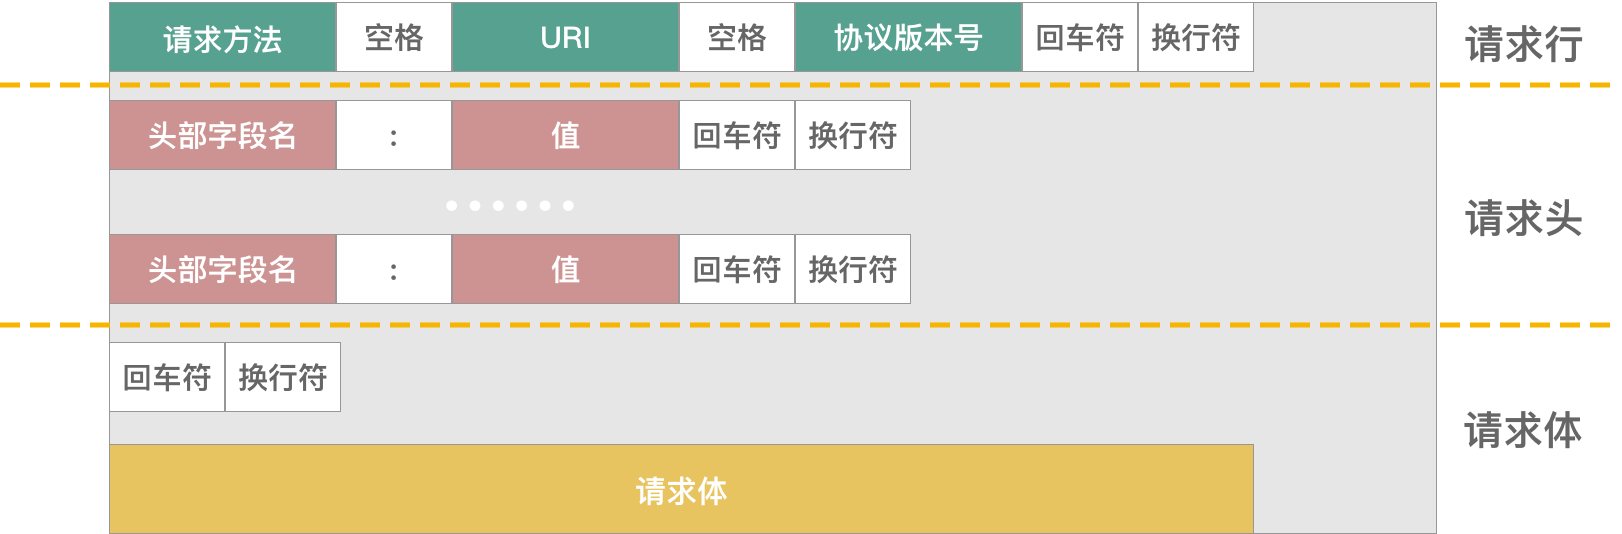 请求方法 空格 URI 空格 协议版本号 回车符 换行符 请求行
头部字段名 : 值 回车符 换行符
······
请求头
头部字段名 : 值 回车符 换行符
回车符 换行符
请求体
请求体